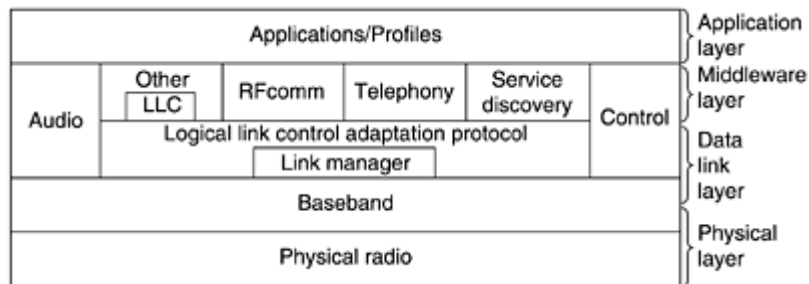 Applications/Profiles
Application
layer
Audio
Other
LLC
RFcomm
Telephony
Service
discovery
Control
Middleware
layer
Logical link control adaptation protocol
Link manager
Data
link
layer
Baseband
Physical radio
Physical
layer